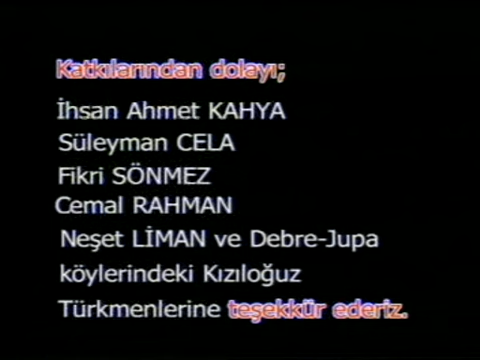 Katkılarından dolayı;
İhsan Ahmet KAHYA
Süleyman CELA
Fikri SÖNMEZ
Cemal RAHMAN
Neşet LİMAN ve Debre-Jupa
köylerindeki Kızıloğuz
Türkmenlerine teşekkür ederiz.